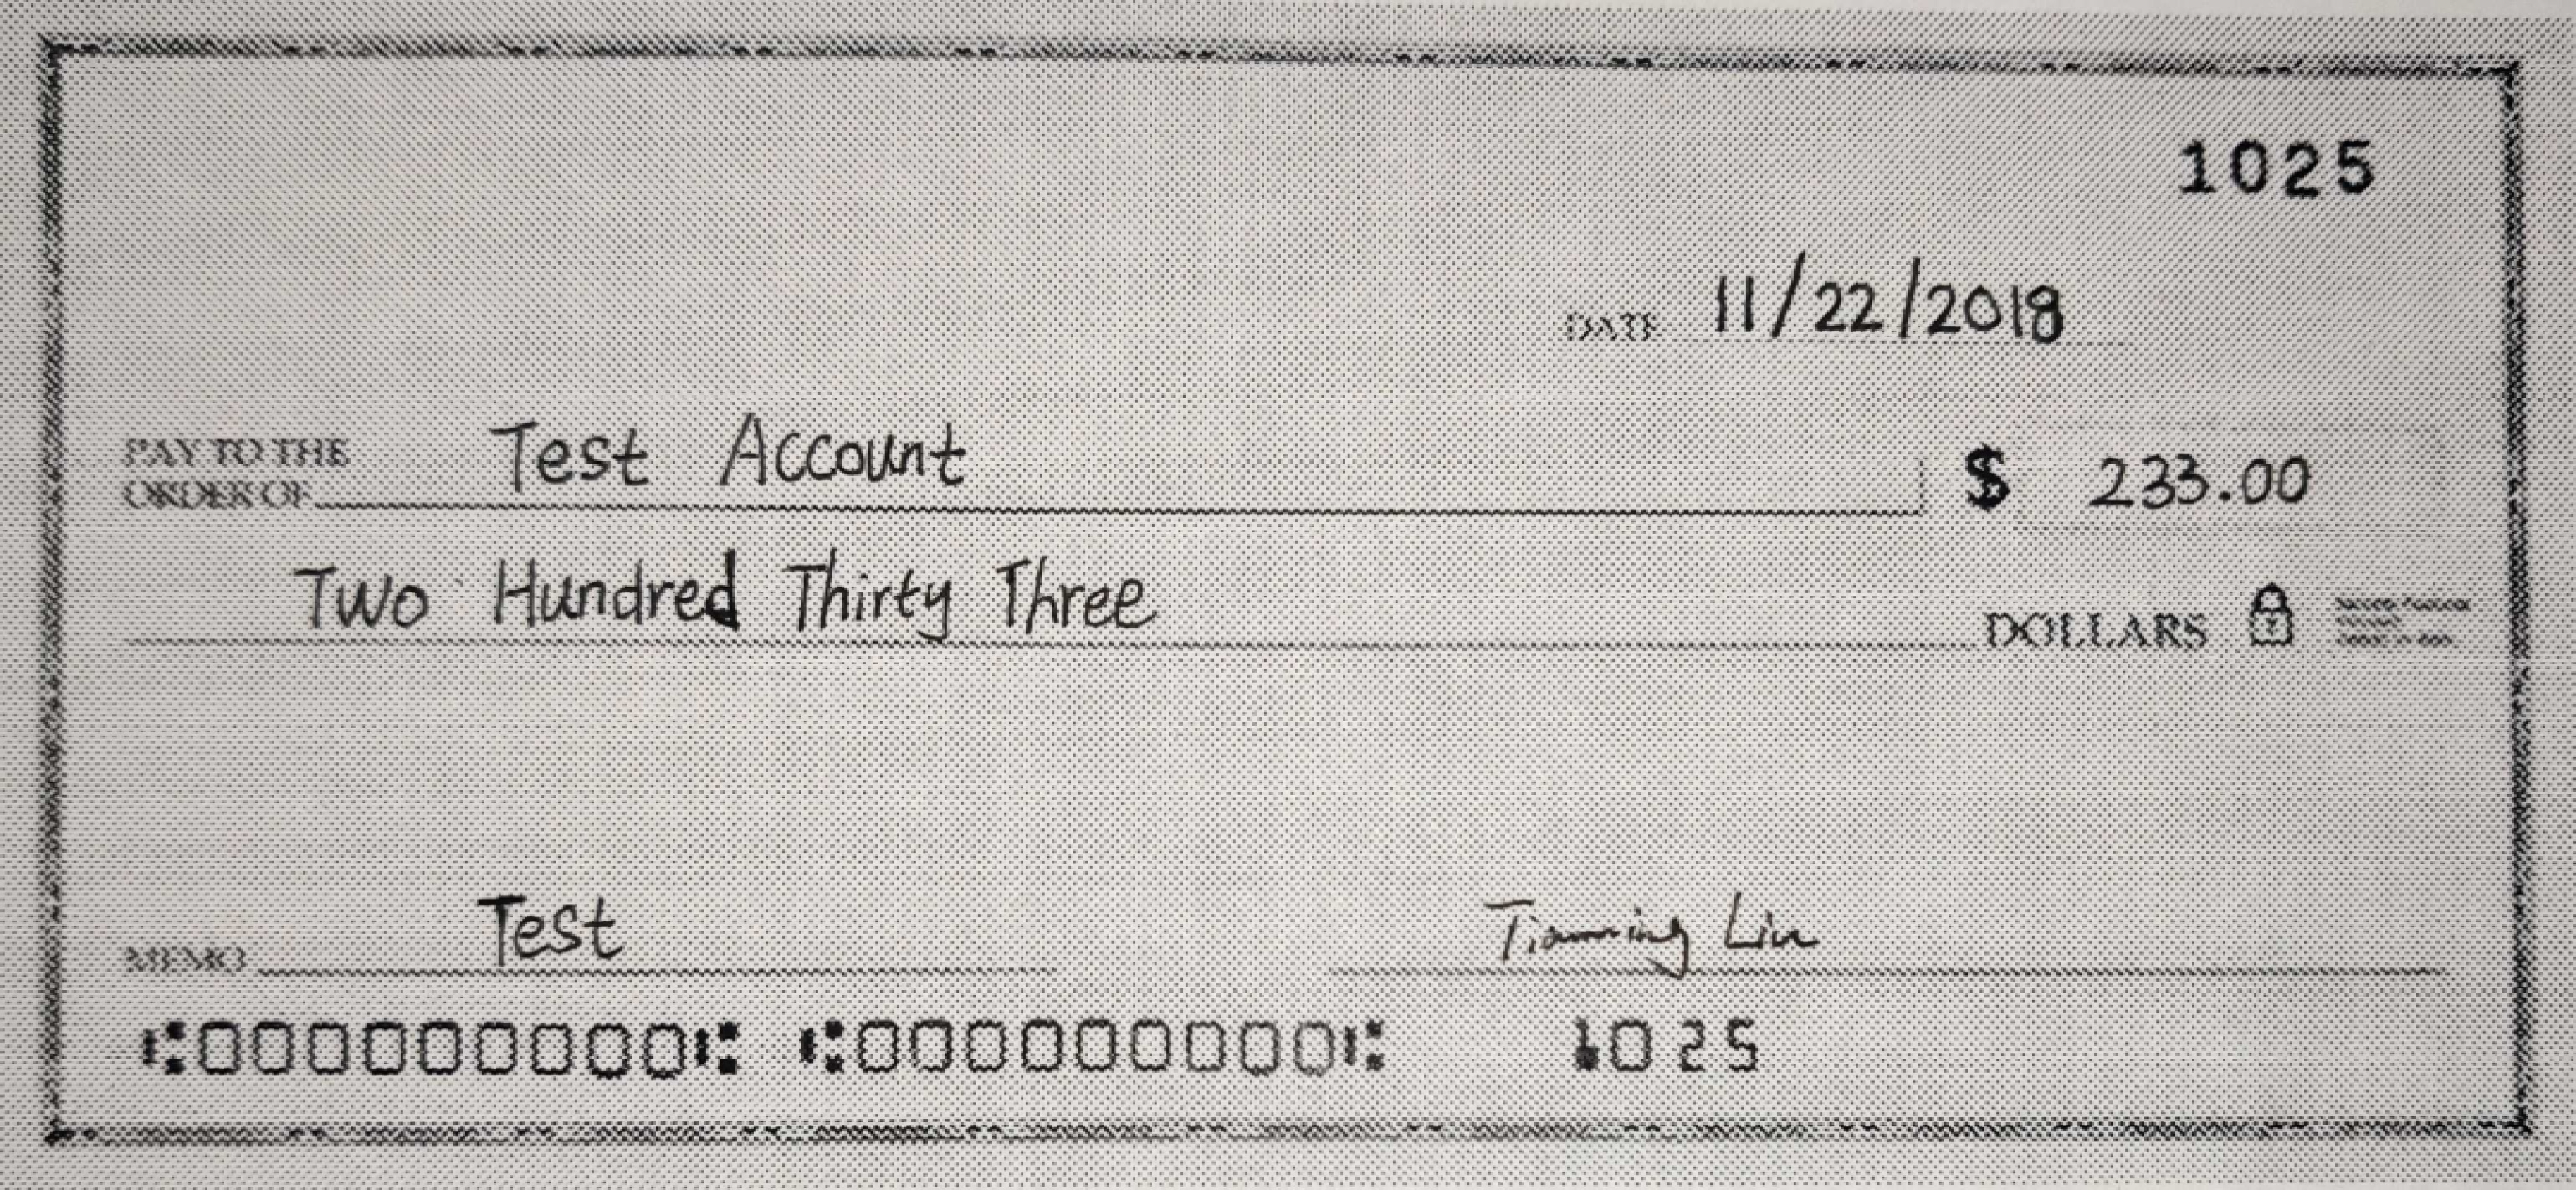 1025
DATE 11/22/2018
PAY TO THE
ORDER OF Test Account $ 233.00
Two Hundred Thirty Three DOLLARS
MEMO Test Tianming Liu
⑆000000000⑆ ⑆000000000⑆ 1025